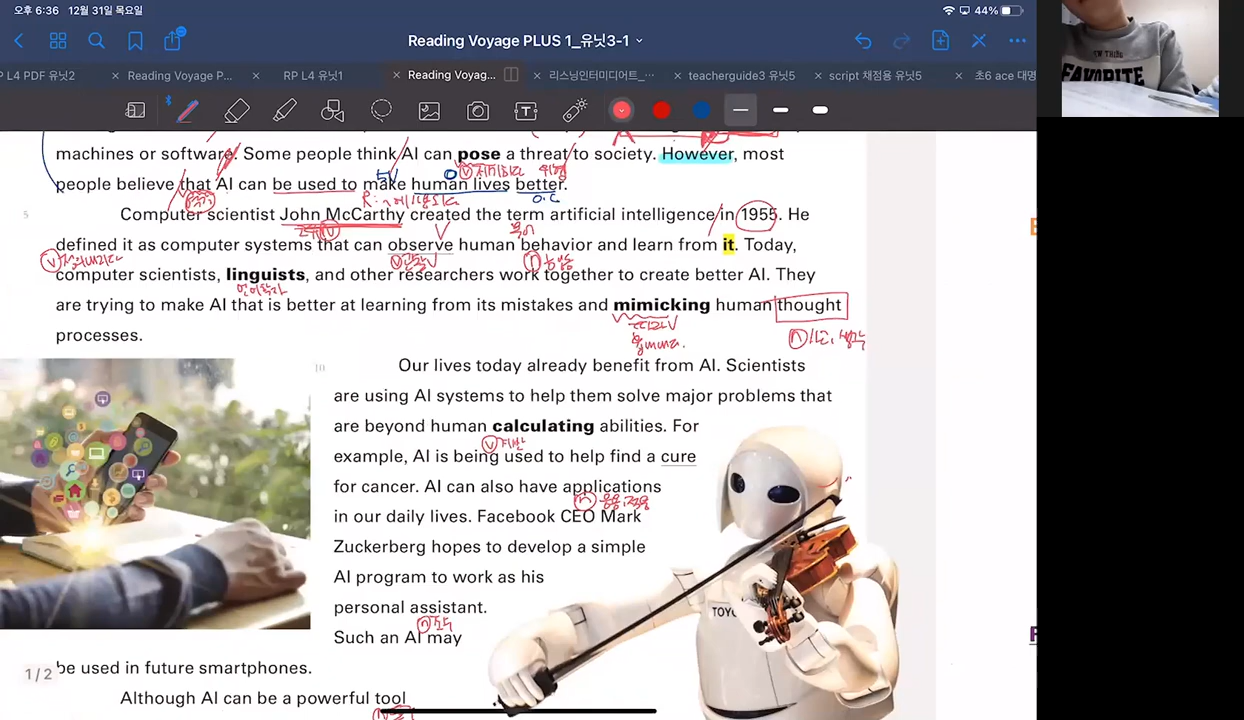 오후 6:36 12월 31일 목요일
44%
Reading Voyage PLUS 1_유닛3-1
P L4 PDF 유닛2
Reading Voyage P...
RP L4 유닛1
Reading Voyag...
리스닝인터미디어트_...
teacherguide3 유닛5
script 채점용 유닛5
초6 ace 대명
machines or software. Some people think AI can pose a threat to society. However, most
people believe that AI can be used to make human lives better.
O.C
5
Computer scientist John McCarthy created the term artificial intelligence in 1955. He
defined it as computer systems that can observe human behavior and learn from it. Today,
computer scientists, linguists, and other researchers work together to create better AI. They
언어학자
are trying to make AI that is better at learning from its mistakes and mimicking human thought
processes.
10
Our lives today already benefit from AI. Scientists
are using AI systems to help them solve major problems that
are beyond human calculating abilities. For
example, AI is being used to help find a cure
for cancer. AI can also have applications
n 응용, 적용
in our daily lives. Facebook CEO Mark
Zuckerberg hopes to develop a simple
AI program to work as his
personal assistant.
Such an AI may
be used in future smartphones.
Although AI can be a powerful tool
1/2
TOYO
FAVORITE